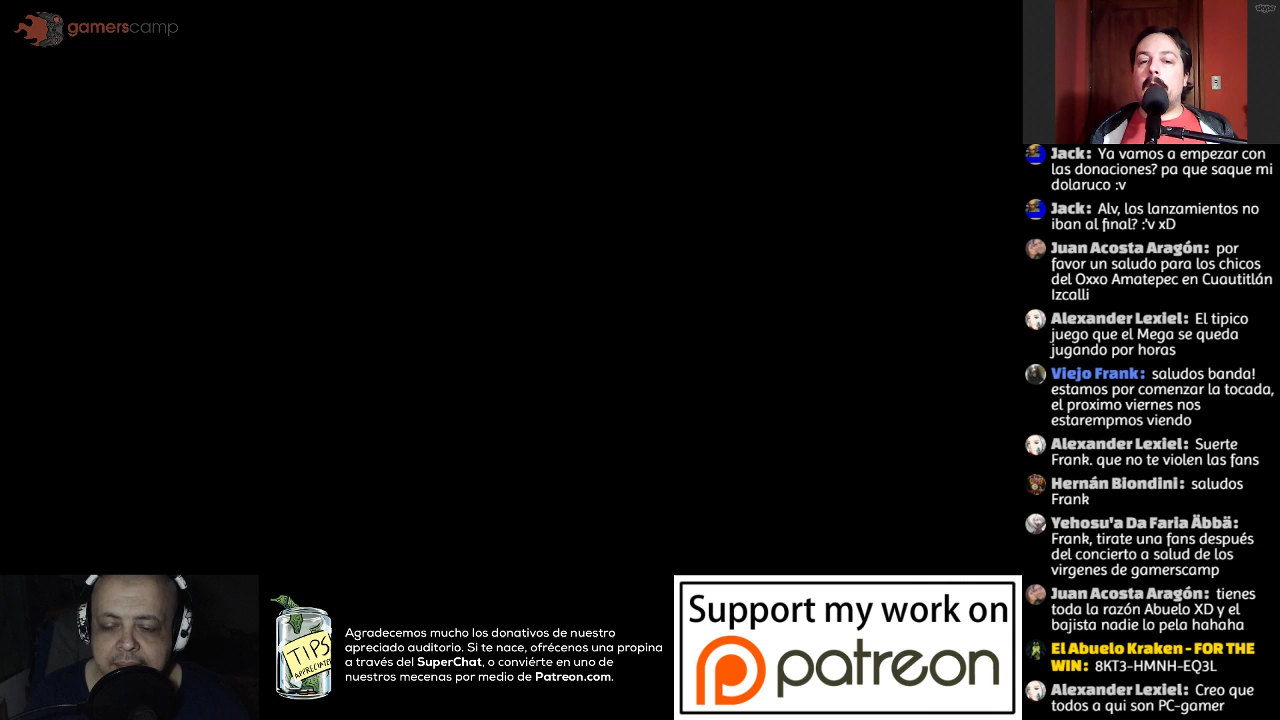 gamerscamp
skype
Jack: Ya vamos a empezar con
las donaciones? pa que saque mi
dolaruco :v
Jack: Alv, los lanzamientos no
iban al final? :'v xD
Juan Acosta Aragón: por
favor un saludo para los chicos
del Oxxo Amatepec en Cuautitlán
Izcalli
Alexander Lexiel: El tipico
juego que el Mega se queda
jugando por horas
Viejo Frank: saludos banda!
estamos por comenzar la tocada,
el proximo viernes nos
estarempmos viendo
Alexander Lexiel: Suerte
Frank. que no te violen las fans
Hernán Biondini: saludos
Frank
Yehosu'a Da Faria Äbbä:
Frank, tirate una fans después
del concierto a salud de los
virgenes de gamerscamp
Juan Acosta Aragón: tienes
toda la razón Abuelo XD y el
bajista nadie lo pela hahaha
El Abuelo Kraken - FOR THE
WIN: 8KT3-HMNH-EQ3L
Alexander Lexiel: Creo que
todos a qui son PC-gamer
TIPS
APPRECIATED
Agradecemos mucho los donativos de nuestro
apreciado auditorio. Si te nace, ofrécenos una propina
a través del SuperChat, o conviérte en uno de
nuestros mecenas por medio de Patreon.com.
Support my work on
patreon